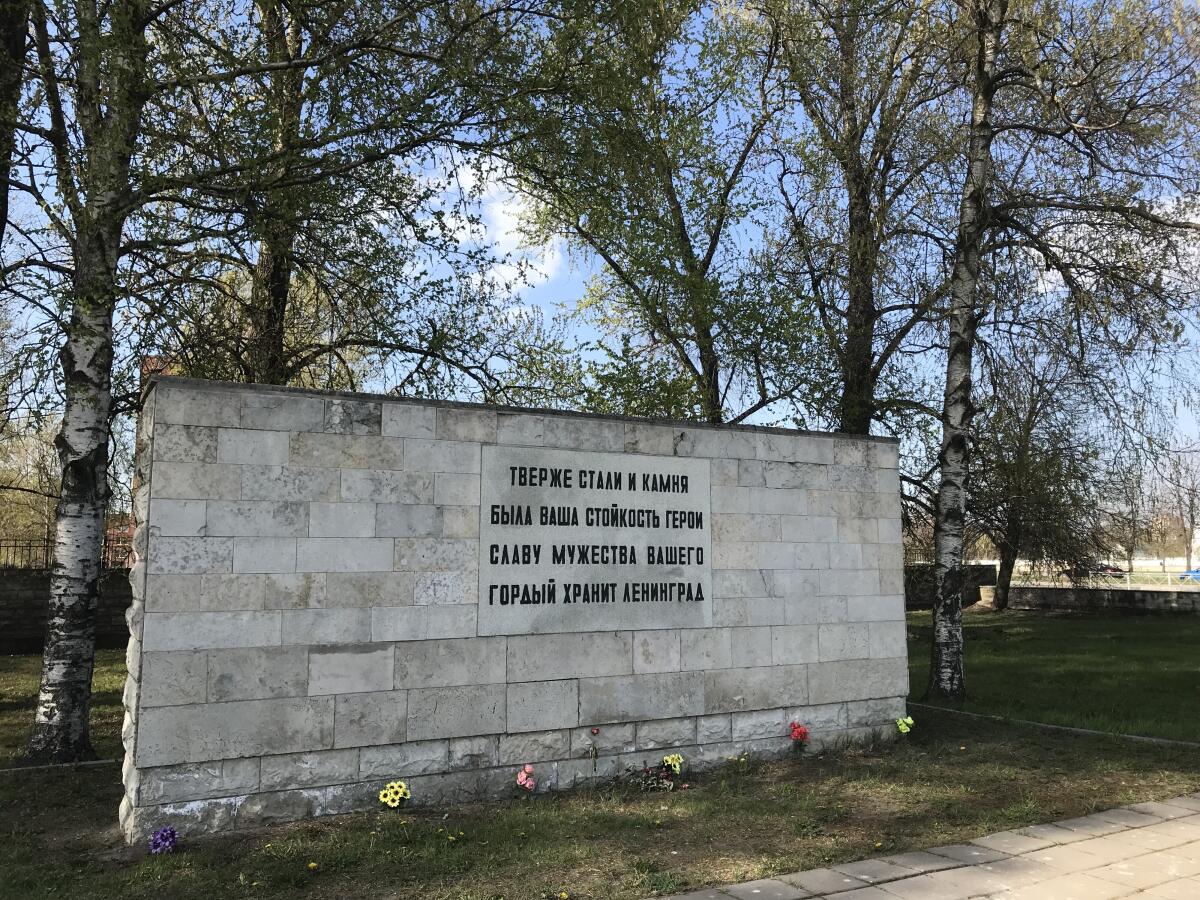 ТВЕРЖЕ СТАЛИ И КАМНЯ
БЫЛА ВАША СТОЙКОСТЬ ГЕРОИ
СЛАВУ МУЖЕСТВА ВАШЕГО
ГОРДЫЙ ХРАНИТ ЛЕНИНГРАД